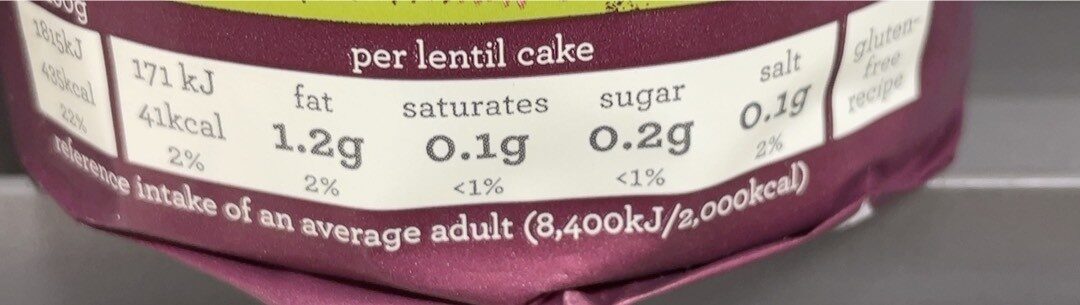 1815kJ
435kcal
22%
per lentil cake
171 kJ
41kcal
2%
fat
1.2g
2%
saturates
0.1g
<1%
sugar
0.2g
<1%
salt
0.1g
2%
gluten-
free
recipe
reference intake of an average adult (8,400kJ/2,000kcal)